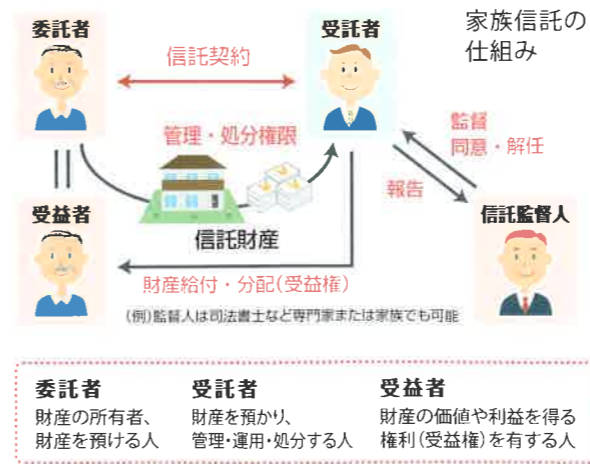 家族信託の
仕組み
委託者
信託契約
受託者
管理・処分権限
監督
同意・解任
報告
信託財産
受益者
信託監督人
財産給付・分配(受益権)
(例)監督人は司法書士など専門家または家族でも可能
委託者
財産の所有者、
財産を預ける人
受託者
財産を預かり、
管理・運用・処分する人
受益者
財産の価値や利益を得る
権利(受益権)を有する人